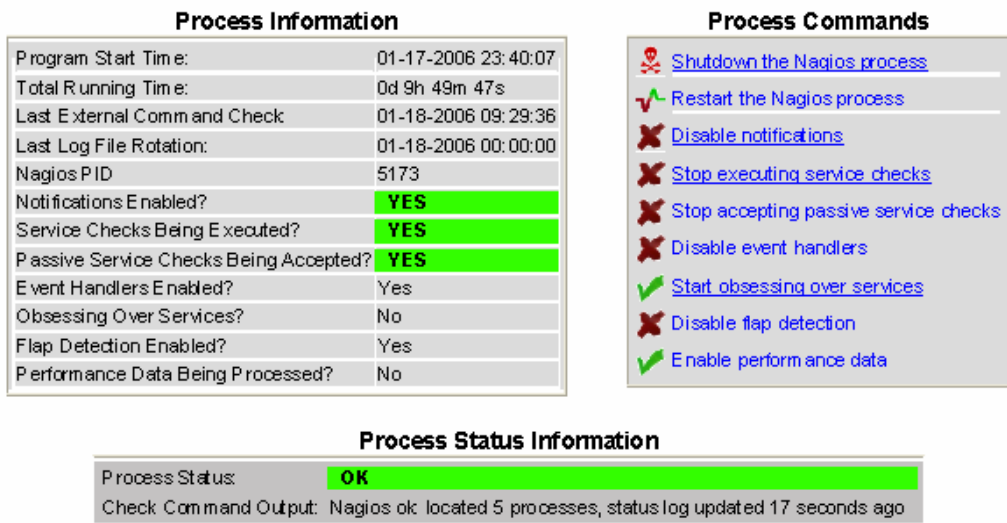 Process Information
Program Start Time: 01-17-2006 23:40:07
Total Running Time: 0d 9h 49m 47s
Last External Command Check 01-18-2006 09:29:36
Last Log File Rotation: 01-18-2006 00:00:00
Nagios PID 5173
Notifications Enabled? YES
Service Checks Being Executed? YES
Passive Service Checks Being Accepted? YES
Event Handlers Enabled? Yes
Obsessing Over Services? No
Flap Detection Enabled? Yes
Performance Data Being Processed? No
Process Commands
Shutdown the Nagios process
Restart the Nagios process
Disable notifications
Stop executing service checks
Stop accepting passive service checks
Disable event handlers
Start obsessing over services
Disable flap detection
Enable performance data
Process Status Information
Process Status: OK
Check Command Output: Nagios ok: located 5 processes, status log updated 17 seconds ago